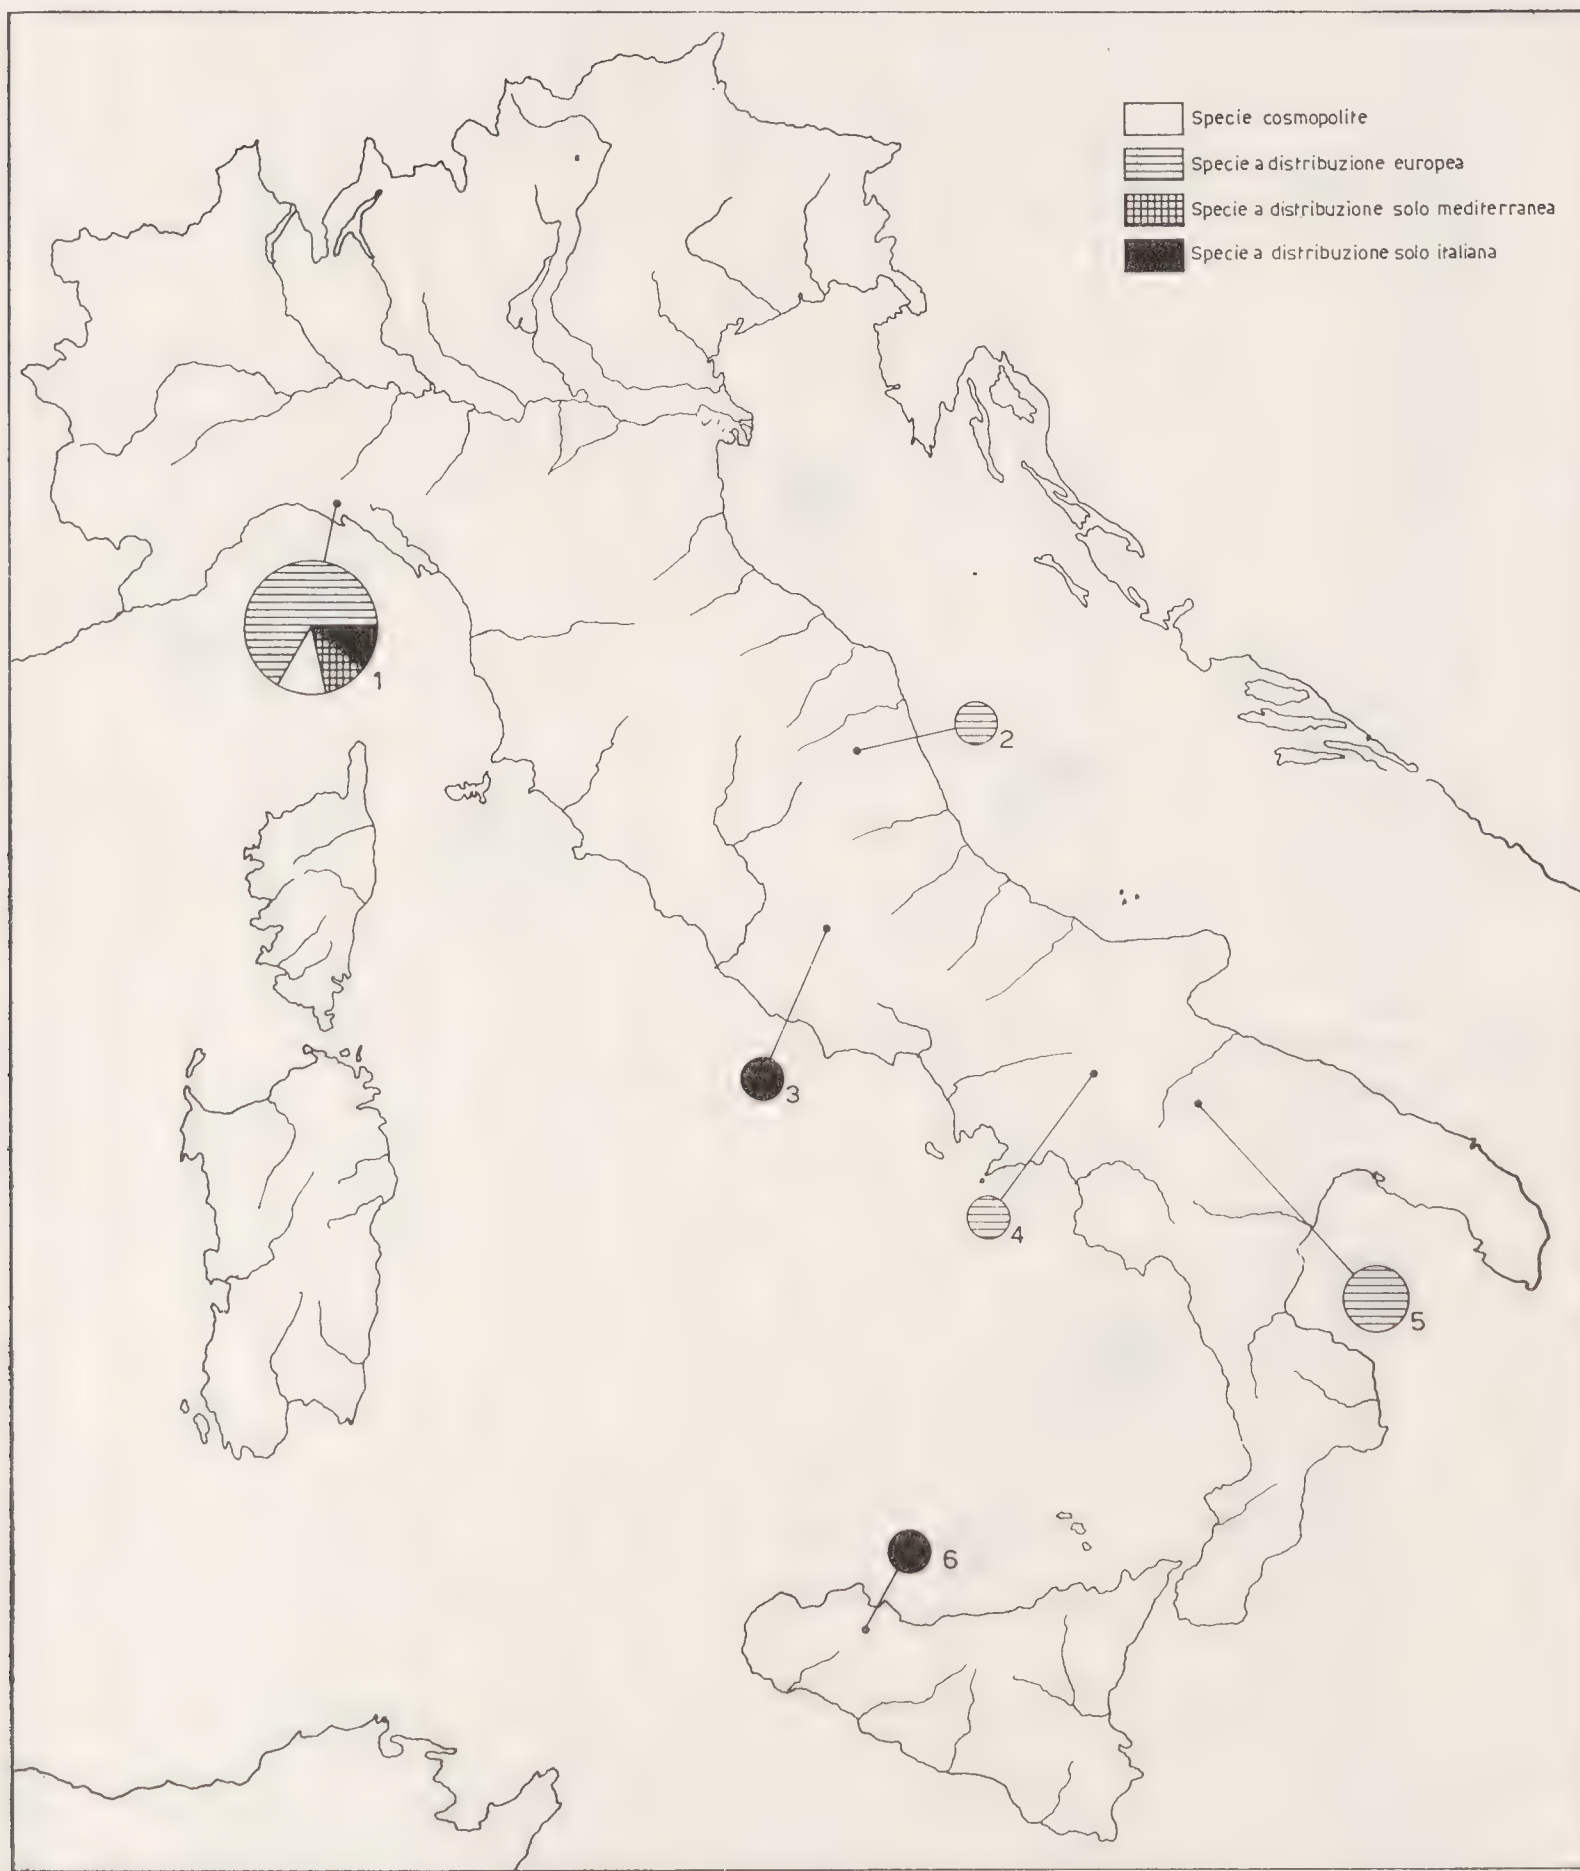 Specie cosmopolite
Specie a distribuzione europea
Specie a distribuzione solo mediterranea
Specie a distribuzione solo italiana
1
2
3
4
5
6